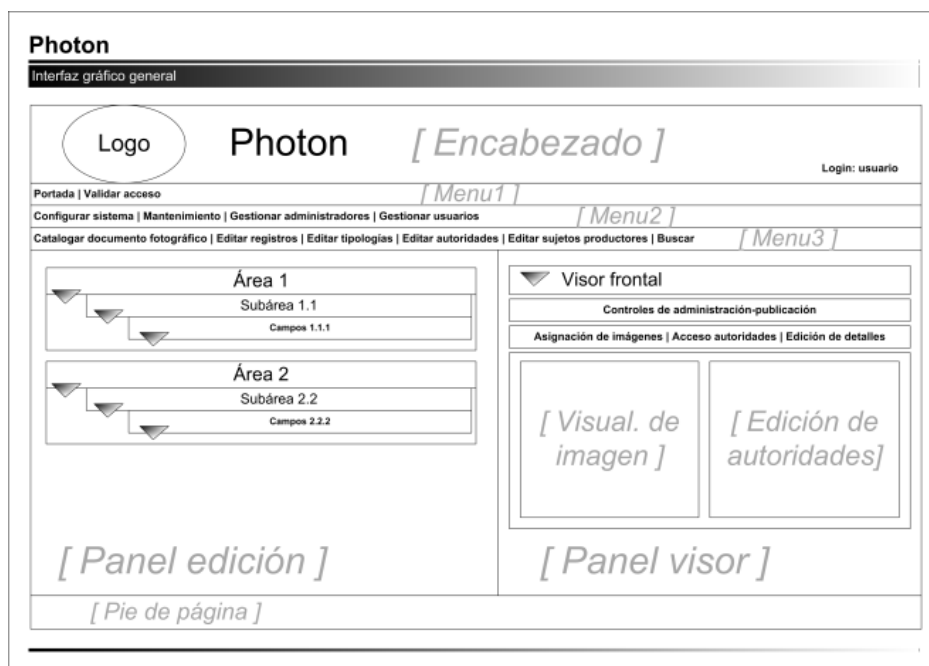 Photon
Interfaz gráfico general
Logo
Photon
[ Encabezado ]
Login: usuario
Portada | Validar acceso
[ Menu1 ]
Configurar sistema | Mantenimiento | Gestionar administradores | Gestionar usuarios
[ Menu2 ]
Catalogar documento fotográfico | Editar registros | Editar tipologías | Editar autoridades | Editar sujetos productores | Buscar
[ Menu3 ]
Área 1
Subárea 1.1
Campos 1.1.1
Área 2
Subárea 2.2
Campos 2.2.2
[ Panel edición ]
Visor frontal
Controles de administración-publicación
Asignación de imágenes | Acceso autoridades | Edición de detalles
[ Visual. de
imagen ]
[ Edición de
autoridades]
[ Panel visor ]
[ Pie de página ]